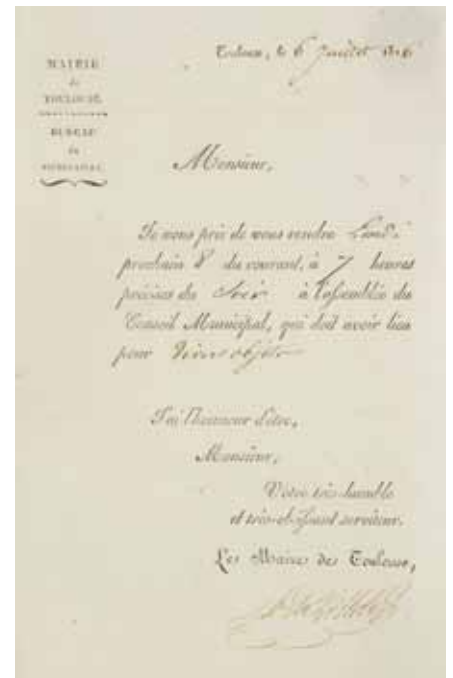 MAIRIE
de
TOULOUSE.
BUREAU
du
SECRÉTARIAT.
Toulouse, le 6 Juillet 1816
Monsieur,
Je vous prie de vous rendre Lundi
prochain 8 du courant, à 7 heures
précises du Soir à l'assemblée du
Conseil Municipal, qui doit avoir lieu
pour Divers objets
J'ai l'honneur d'être,
Monsieur,
Votre très-humble
et très-obéissant serviteur.
Le Maire de Toulouse,